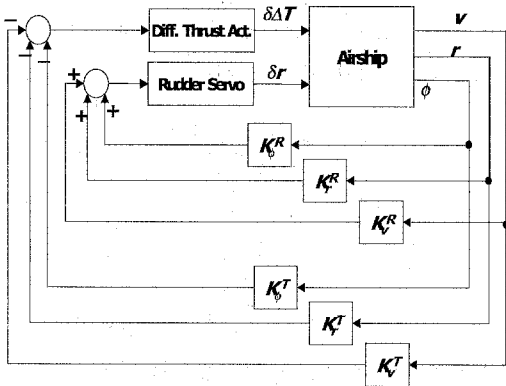 Diff. Thrust Act.
δΔT
Airship
v
r
ϕ
Rudder Servo
δr
K_ϕ^R
K_r^R
K_v^R
K_ϕ^T
K_r^T
K_v^T
− − −
+ + +